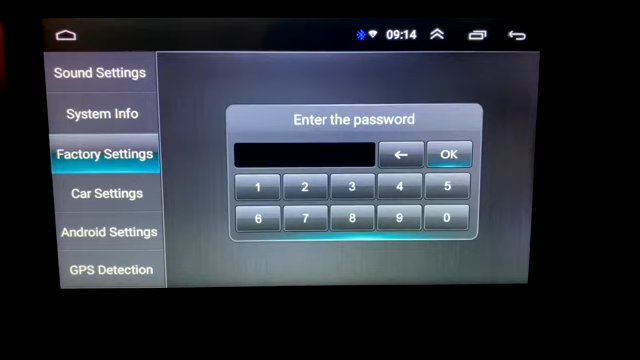 09:14
Sound Settings
System Info
Factory Settings
Car Settings
Android Settings
GPS Detection
Enter the password
← OK
1 2 3 4 5
6 7 8 9 0